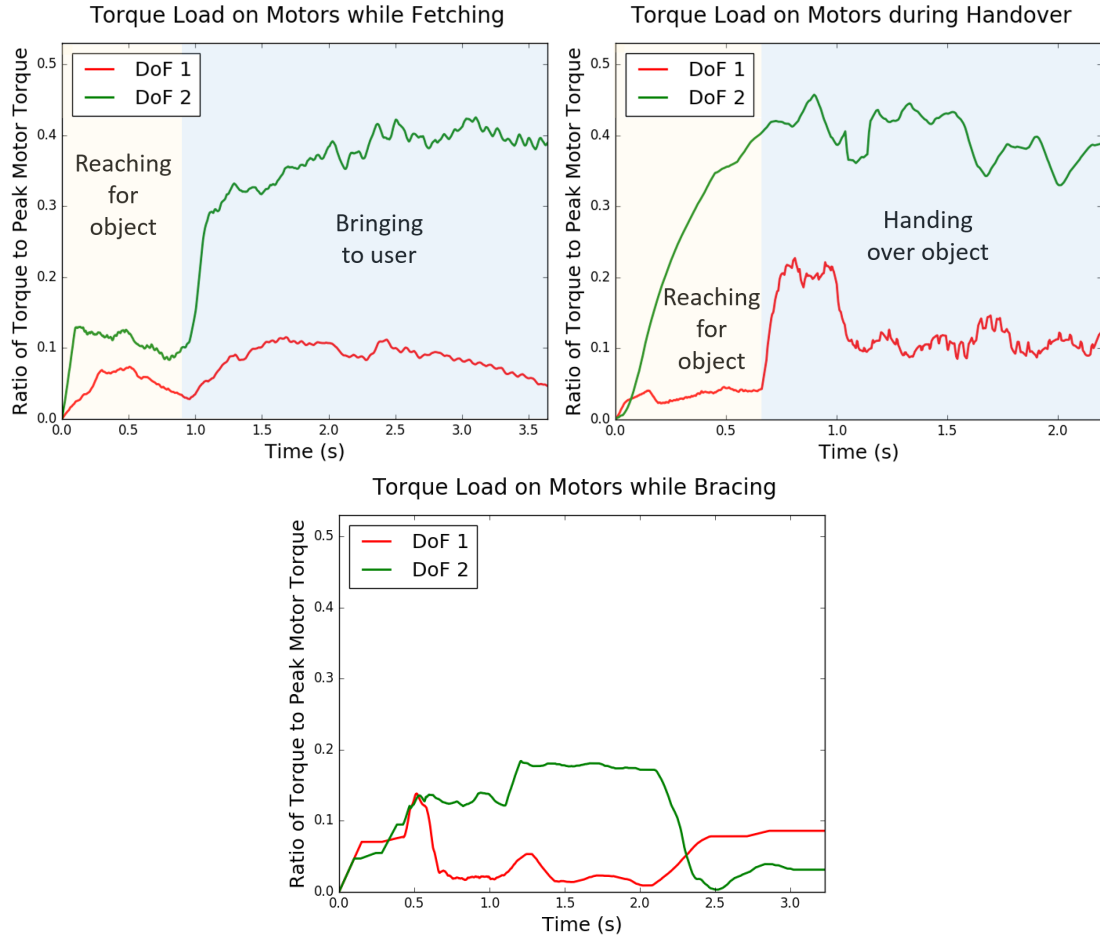 Torque Load on Motors while Fetching
Ratio of Torque to Peak Motor Torque
0.5
0.4
0.3
0.2
0.1
0.0
DoF 1
DoF 2
Reaching
for
object
Bringing
to user
0.0 0.5 1.0 1.5 2.0 2.5 3.0 3.5
Time (s)
Torque Load on Motors during Handover
Ratio of Torque to Peak Motor Torque
0.5
0.4
0.3
0.2
0.1
0.0
DoF 1
DoF 2
Reaching
for
object
Handing
over object
0.0 0.5 1.0 1.5 2.0
Time (s)
Torque Load on Motors while Bracing
Ratio of Torque to Peak Motor Torque
0.5
0.4
0.3
0.2
0.1
0.0
DoF 1
DoF 2
0.0 0.5 1.0 1.5 2.0 2.5 3.0
Time (s)